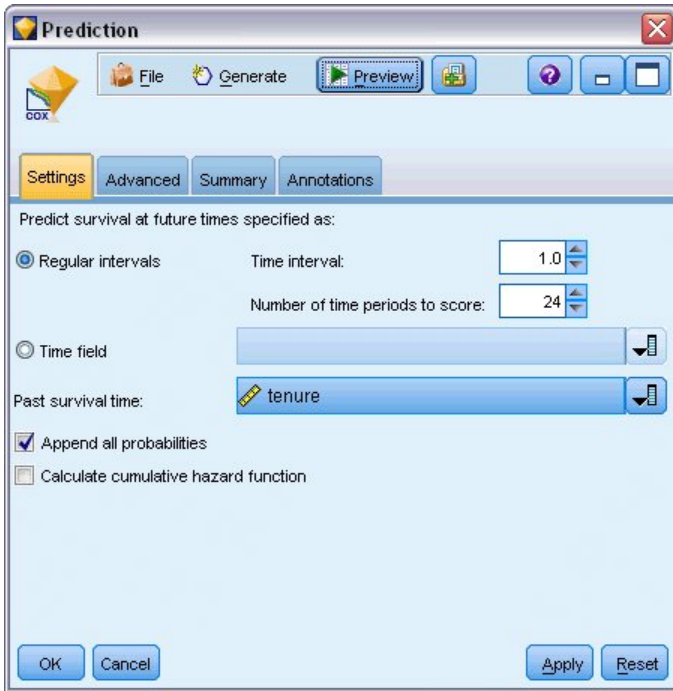 Prediction
File Generate Preview
COX
Settings Advanced Summary Annotations
Predict survival at future times specified as:
Regular intervals Time interval: 1.0
Number of time periods to score: 24
Time field
Past survival time: tenure
Append all probabilities
Calculate cumulative hazard function
OK Cancel Apply Reset